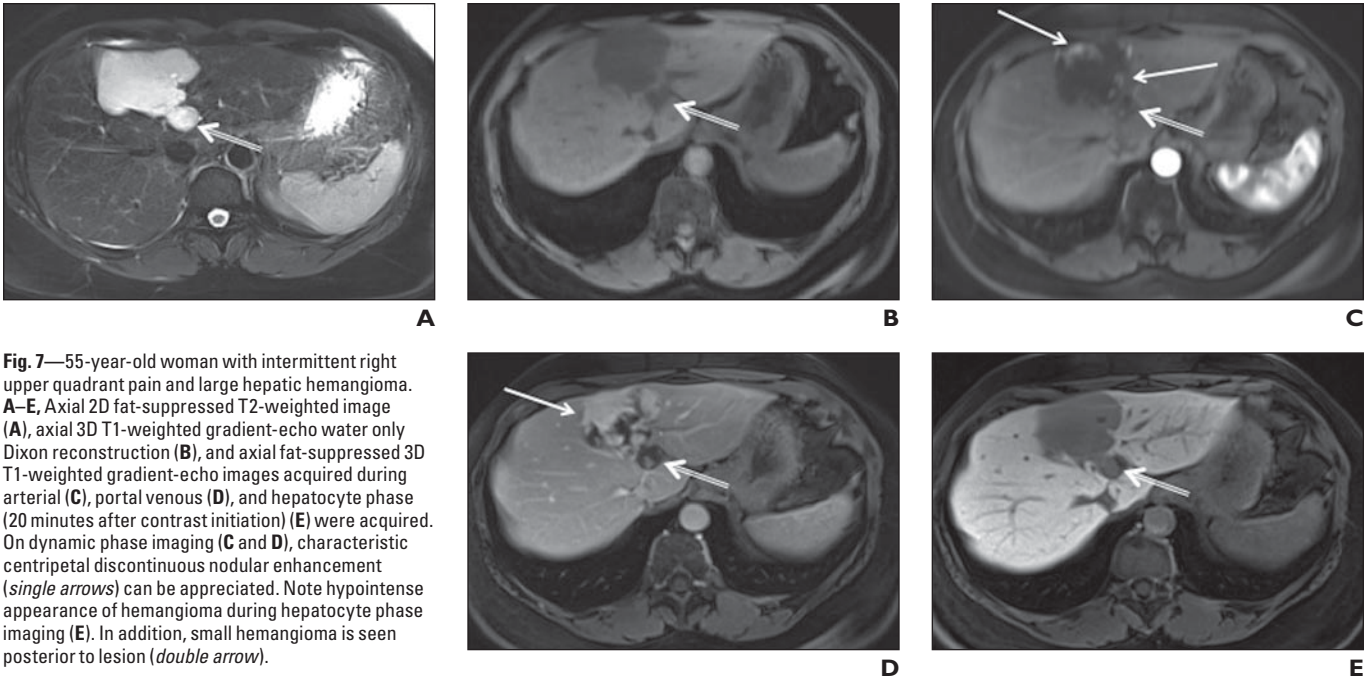 A
B
C
Fig. 7—55-year-old woman with intermittent right
upper quadrant pain and large hepatic hemangioma.
A–E, Axial 2D fat-suppressed T2-weighted image
(A), axial 3D T1-weighted gradient-echo water only
Dixon reconstruction (B), and axial fat-suppressed 3D
T1-weighted gradient-echo images acquired during
arterial (C), portal venous (D), and hepatocyte phase
(20 minutes after contrast initiation) (E) were acquired.
On dynamic phase imaging (C and D), characteristic
centripetal discontinuous nodular enhancement
(single arrows) can be appreciated. Note hypointense
appearance of hemangioma during hepatocyte phase
imaging (E). In addition, small hemangioma is seen
posterior to lesion (double arrow).
D
E